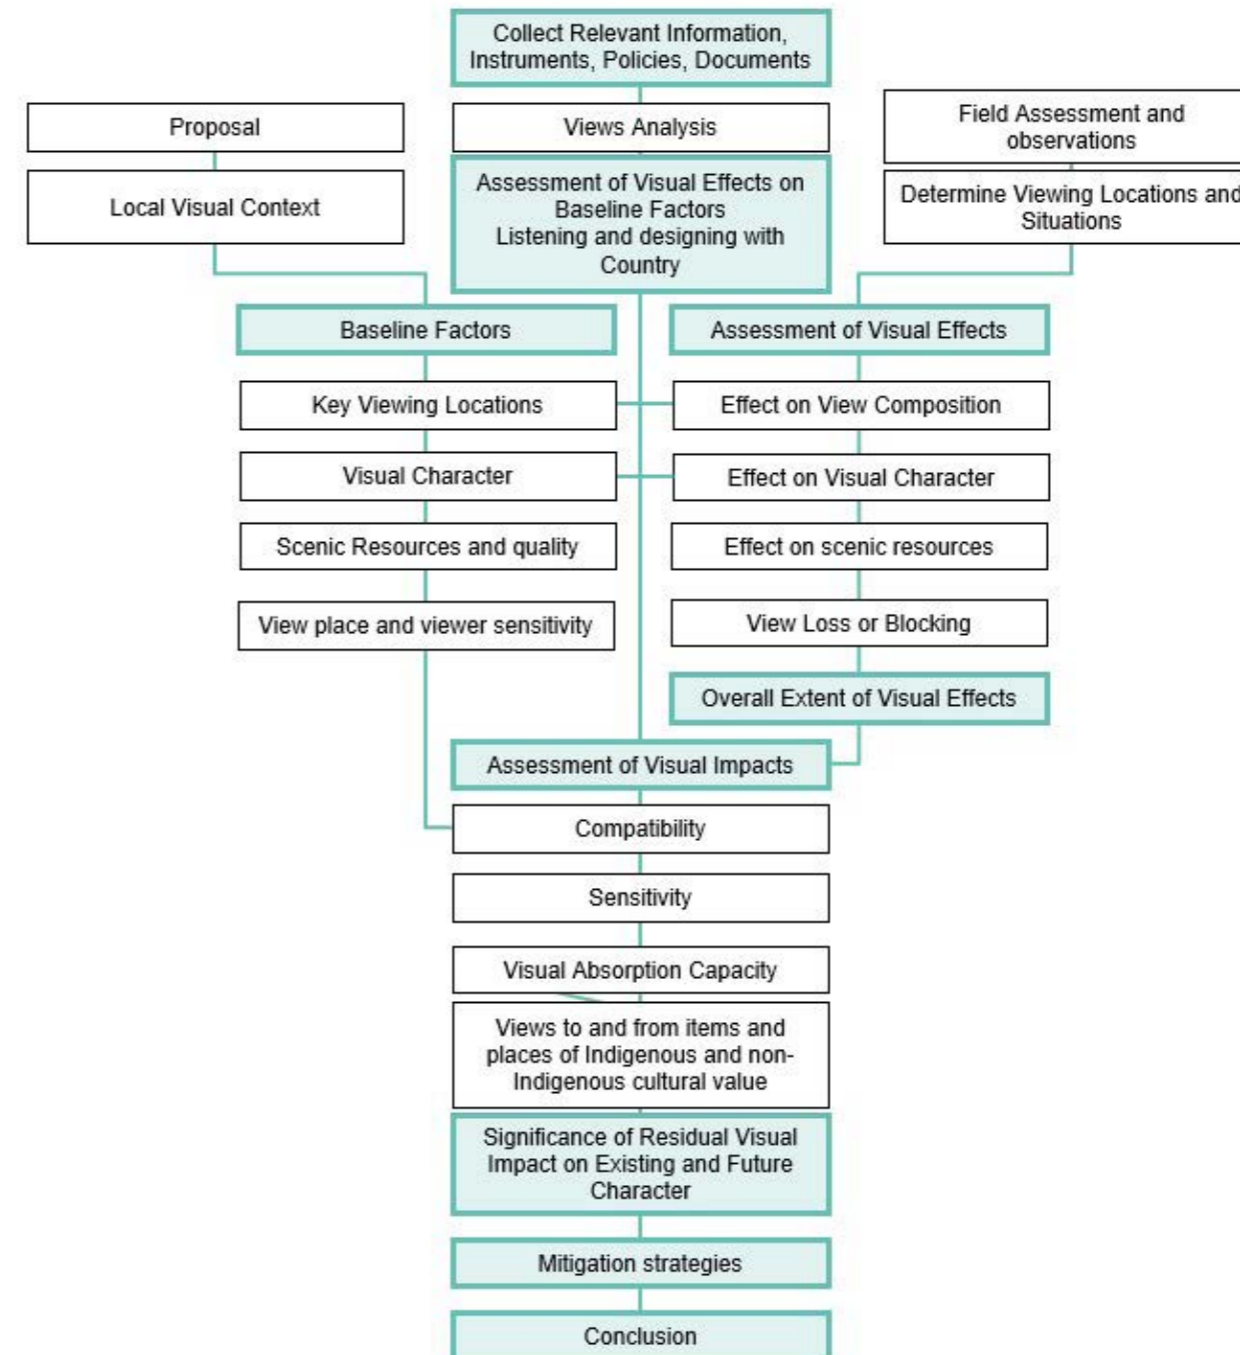 Collect Relevant Information,
Instruments, Policies, Documents
Proposal
Views Analysis
Field Assessment and
observations
Local Visual Context
Assessment of Visual Effects on
Baseline Factors
Listening and designing with
Country
Determine Viewing Locations and
Situations
Baseline Factors
Assessment of Visual Effects
Key Viewing Locations
Effect on View Composition
Visual Character
Effect on Visual Character
Scenic Resources and quality
Effect on scenic resources
View place and viewer sensitivity
View Loss or Blocking
Overall Extent of Visual Effects
Assessment of Visual Impacts
Compatibility
Sensitivity
Visual Absorption Capacity
Views to and from items and
places of Indigenous and non-
Indigenous cultural value
Significance of Residual Visual
Impact on Existing and Future
Character
Mitigation strategies
Conclusion